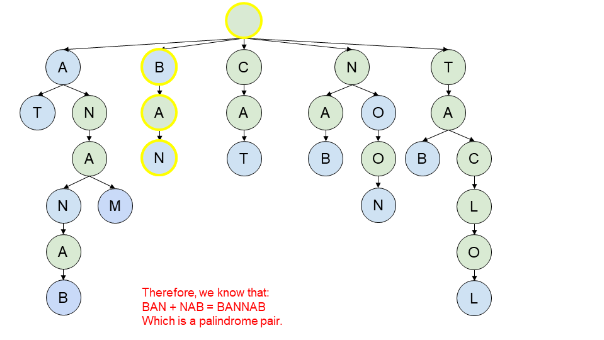 A B C N T
T N A A A O A
A N T B O B C
N M N L
A O
B L
Therefore, we know that:
BAN + NAB = BANNAB
Which is a palindrome pair.